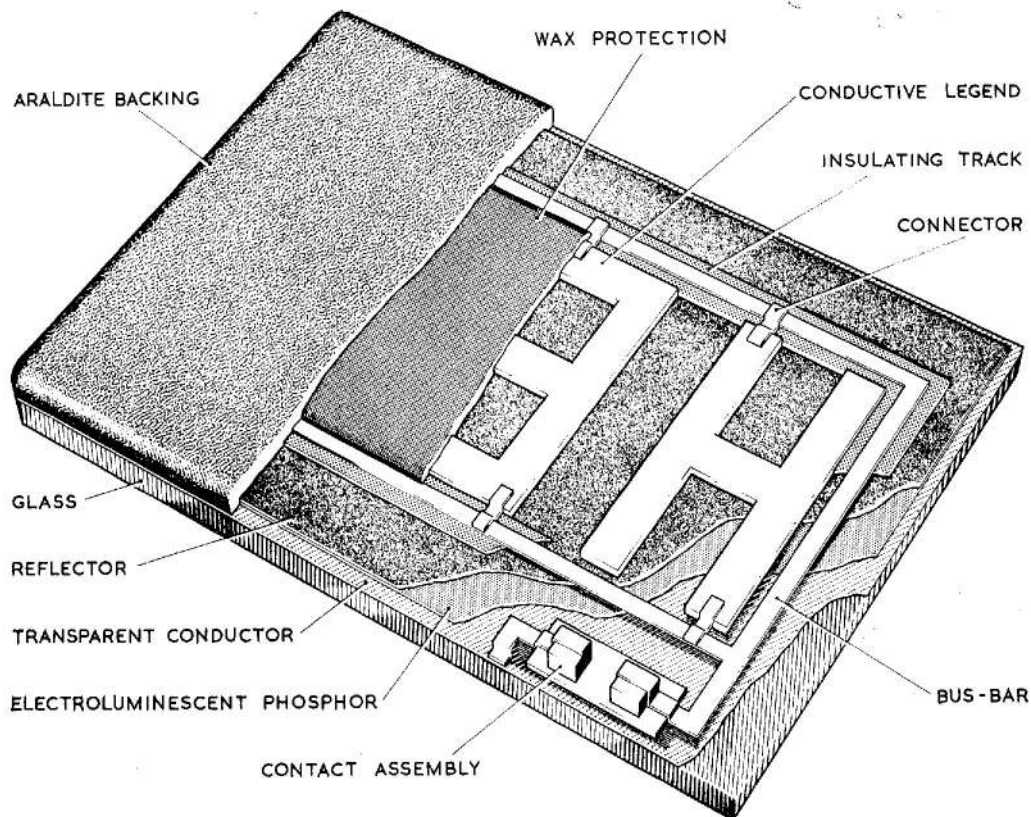 WAX PROTECTION
ARALDITE BACKING
CONDUCTIVE LEGEND
INSULATING TRACK
CONNECTOR
GLASS
REFLECTOR
TRANSPARENT CONDUCTOR
ELECTROLUMINESCENT PHOSPHOR
BUS-BAR
CONTACT ASSEMBLY